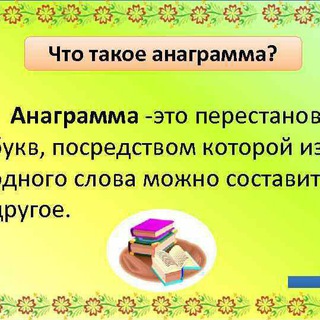 Что такое анаграмма?
Анаграмма -это перестанов
букв, посредством которой из
одного слова можно составит
другое.